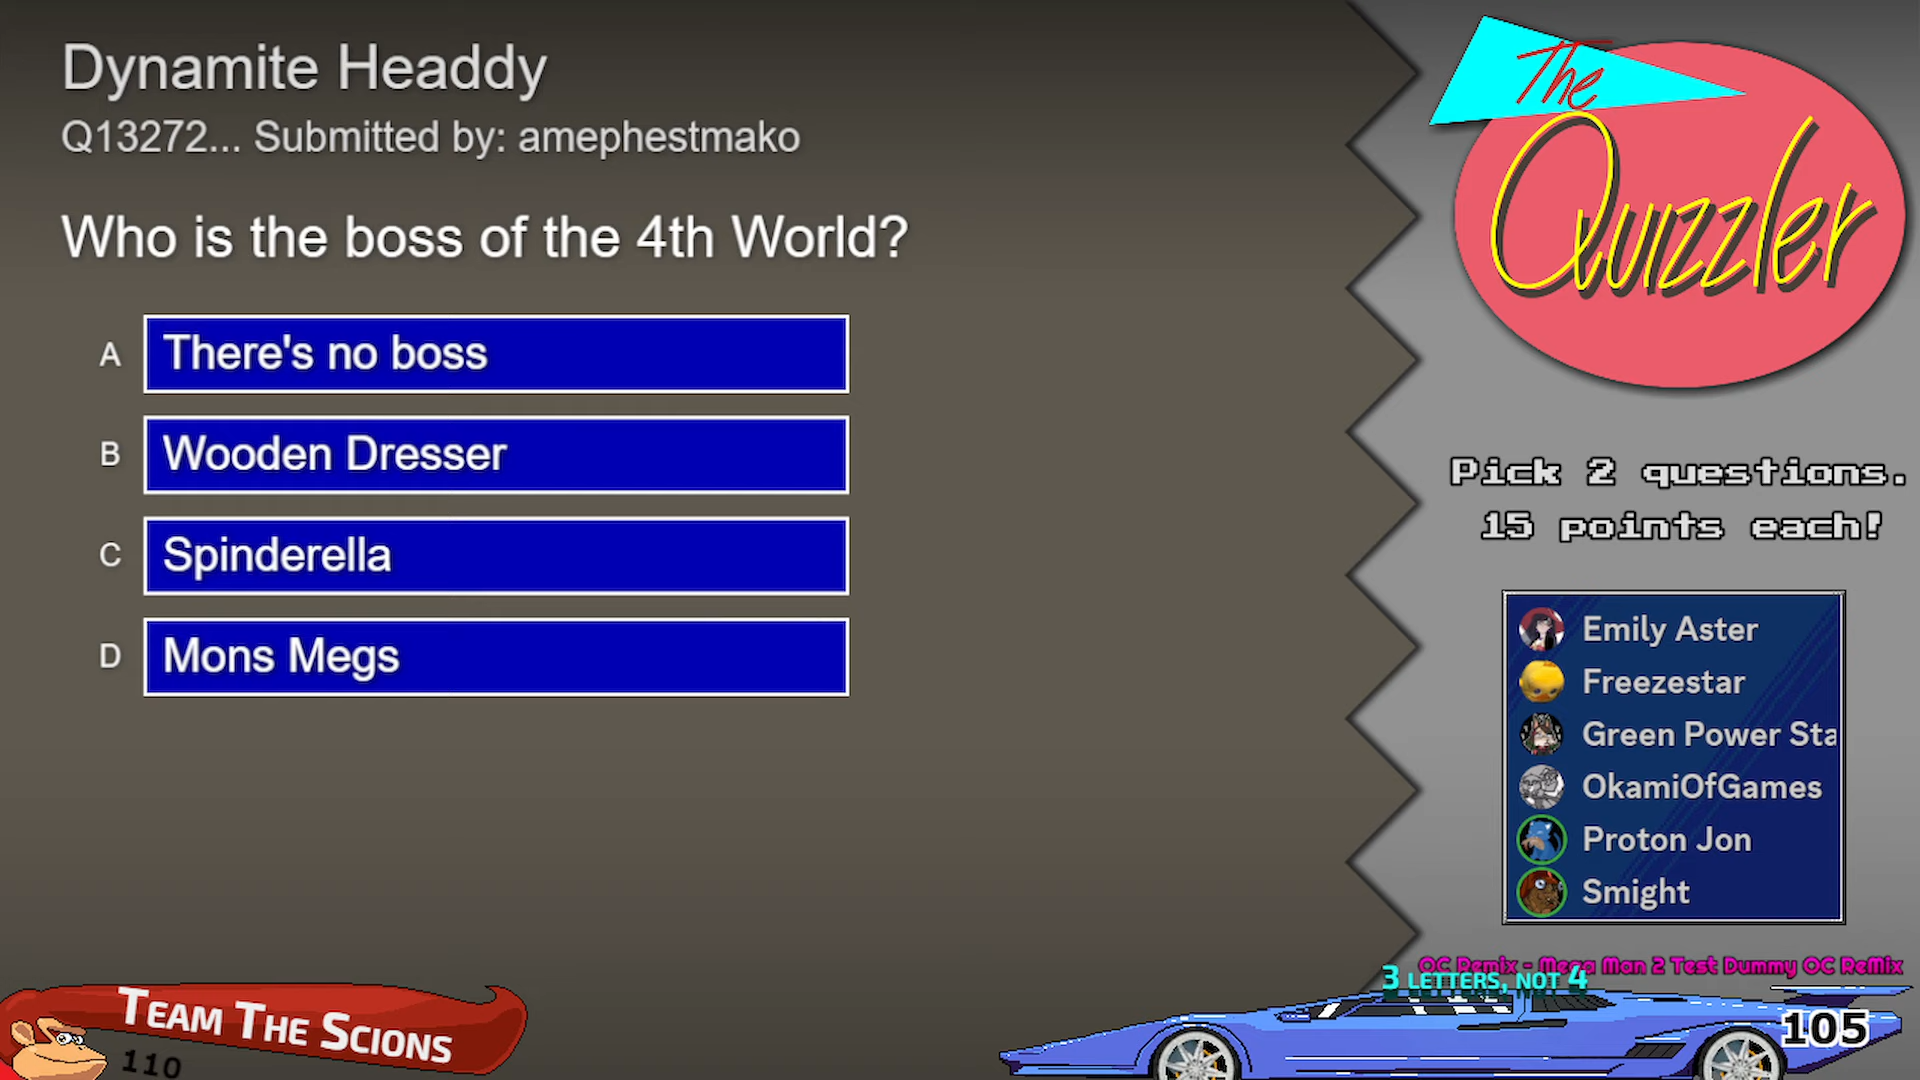 Dynamite Headdy
Q13272... Submitted by: amephestmako
Who is the boss of the 4th World?
A There's no boss
B Wooden Dresser
C Spinderella
D Mons Megs
The
Quizzler
Pick 2 questions.
15 points each!
Emily Aster
Freezestar
Green Power Sta
OkamiOfGames
Proton Jon
Smight
OC Remix - Mega Man 2 Test Dummy OC ReMix
3 LETTERS, NOT 4
105
TEAM THE SCIONS
110